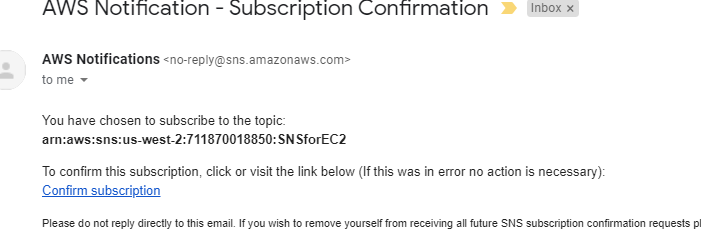 AWS Notification - Subscription Confirmation Inbox ×
AWS Notifications <no-reply@sns.amazonaws.com>
to me
You have chosen to subscribe to the topic:
arn:aws:sns:us-west-2:711870018850:SNSforEC2
To confirm this subscription, click or visit the link below (If this was in error no action is necessary):
Confirm subscription
Please do not reply directly to this email. If you wish to remove yourself from receiving all future SNS subscription confirmation requests